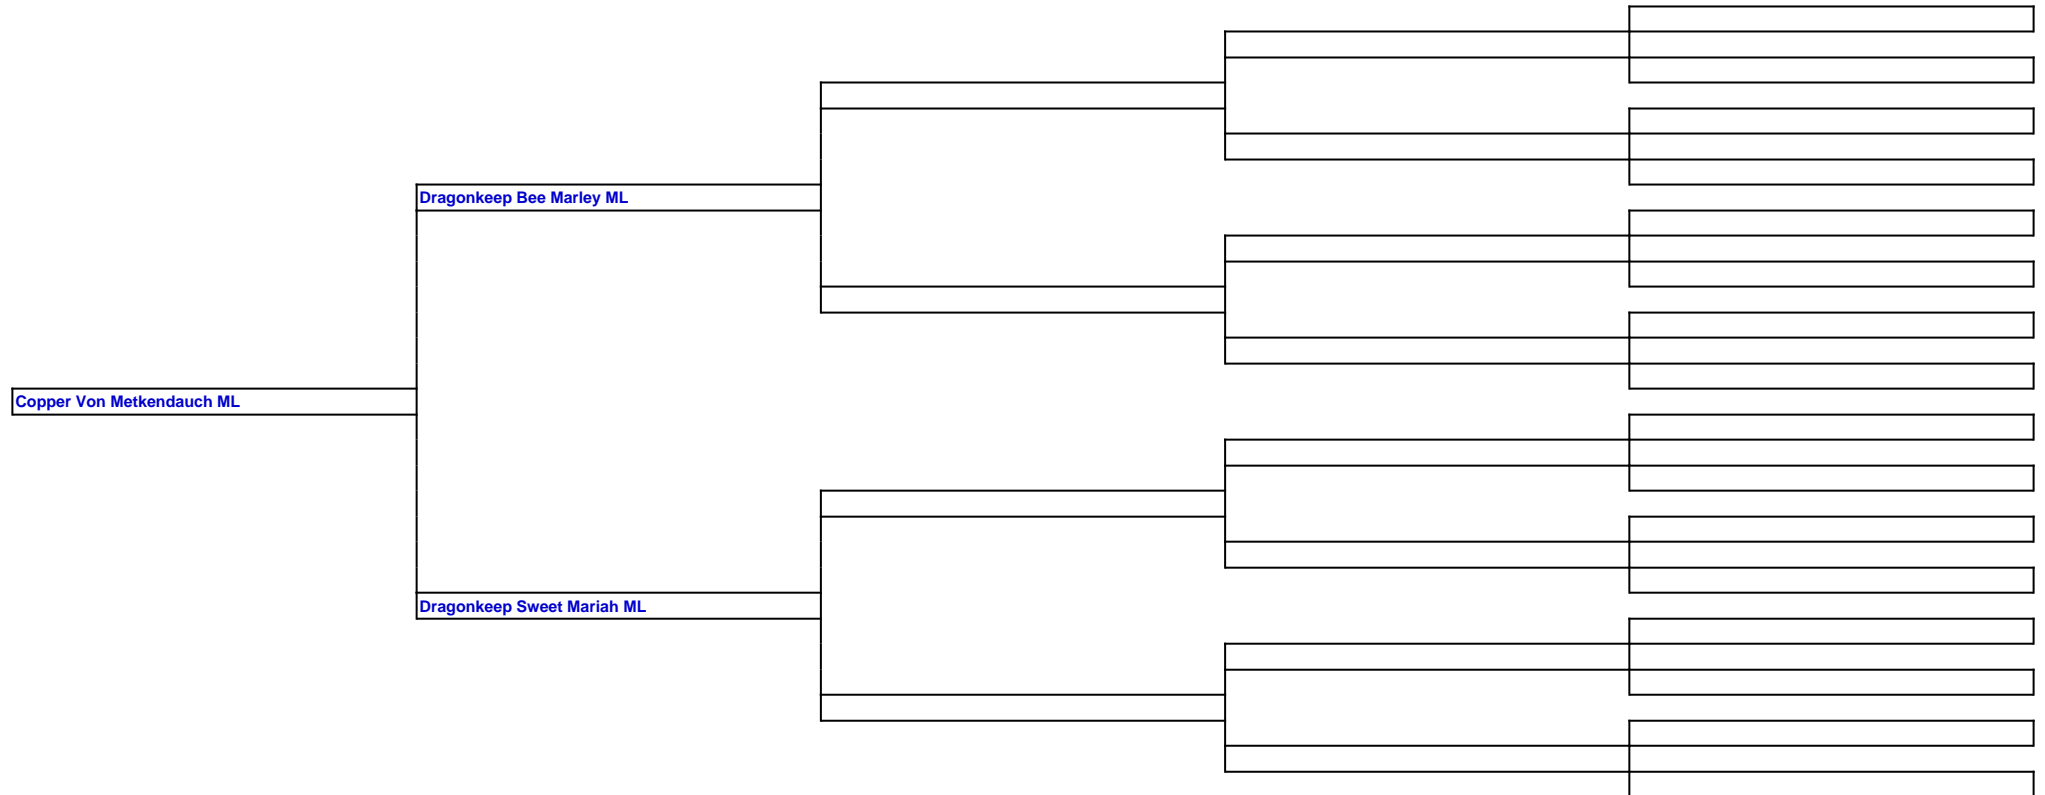 Dragonkeep Bee Marley ML
Copper Von Metkendauch ML
Dragonkeep Sweet Mariah ML